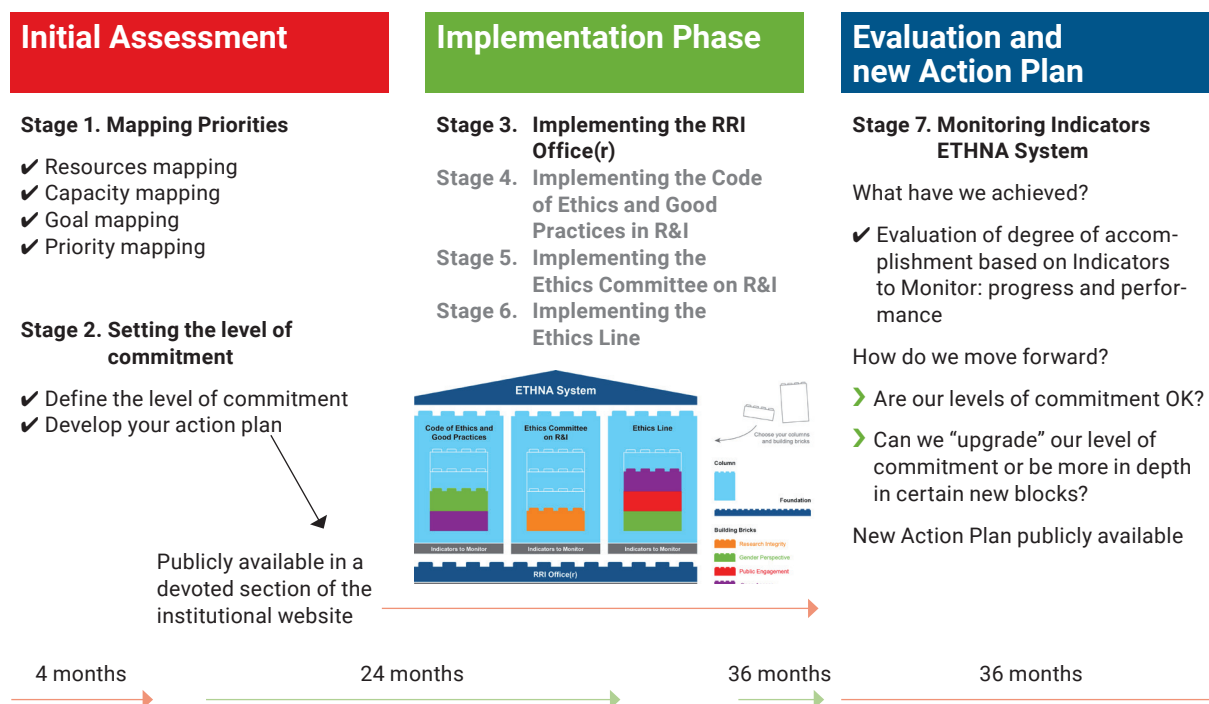 Initial Assessment
Stage 1. Mapping Priorities
✔ Resources mapping
✔ Capacity mapping
✔ Goal mapping
✔ Priority mapping
Stage 2. Setting the level of
commitment
✔ Define the level of commitment
✔ Develop your action plan
Publicly available in a
devoted section of the
institutional website
Implementation Phase
Stage 3. Implementing the RRI
Office(r)
Stage 4. Implementing the Code
of Ethics and Good
Practices in R&I
Stage 5. Implementing the
Ethics Committee on R&I
Stage 6. Implementing the
Ethics Line
ETHNA System
Code of Ethics and
Good Practices
Ethics Committee
on R&I
Ethics Line
Indicators to Monitor
Indicators to Monitor
Indicators to Monitor
RRI Office(r)
Choose your columns
and building bricks
Column
Foundation
Building Bricks
Research Integrity
Gender Perspective
Public Engagement
Evaluation and
new Action Plan
Stage 7. Monitoring Indicators
ETHNA System
What have we achieved?
✔ Evaluation of degree of accom-
plishment based on Indicators
to Monitor: progress and perfor-
mance
How do we move forward?
❯ Are our levels of commitment OK?
❯ Can we “upgrade” our level of
commitment or be more in depth
in certain new blocks?
New Action Plan publicly available
4 months
24 months
36 months
36 months